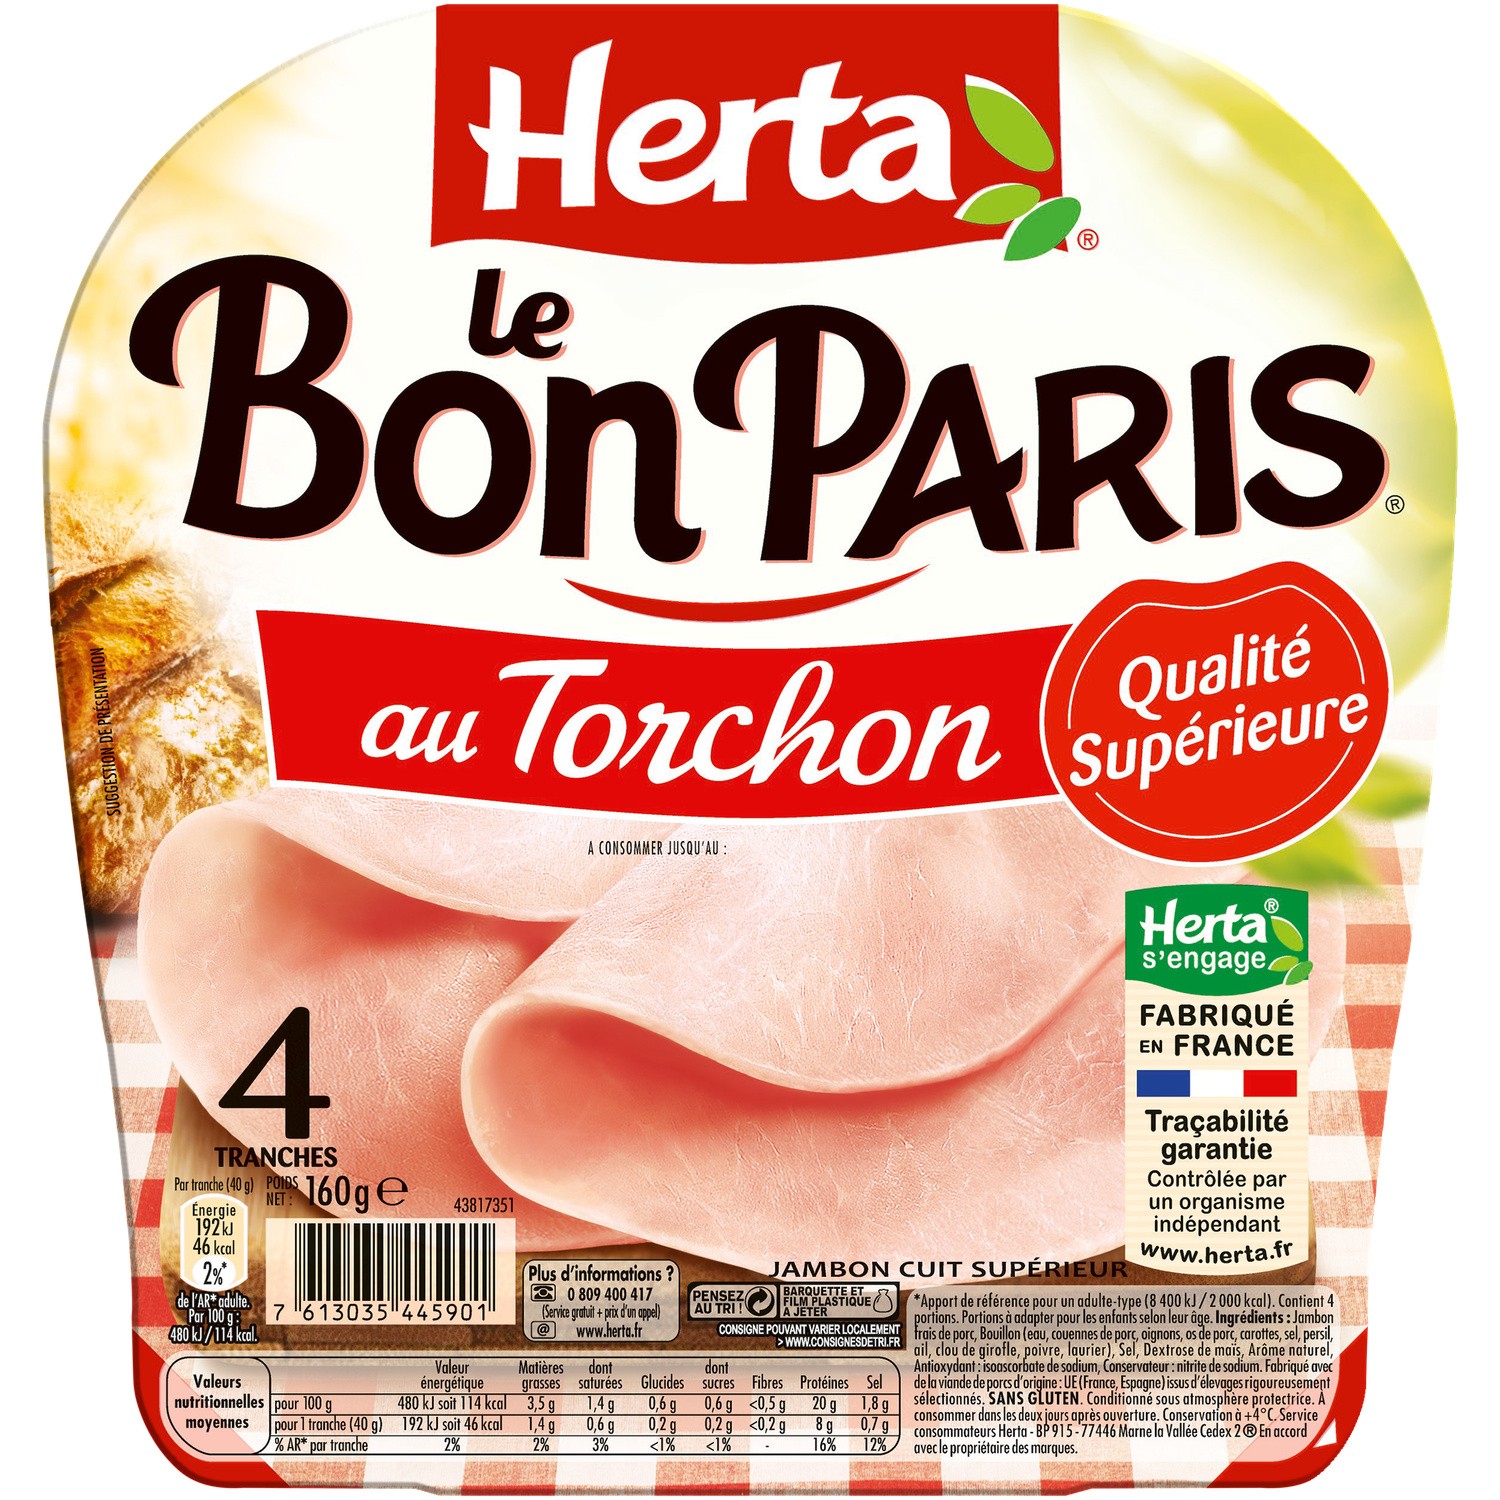 Herta
®
le
Bon PARIS
®
au Torchon
Qualité
Supérieure
SUGGESTION DE PRÉSENTATION
A CONSOMMER JUSQU'AU :
Herta®
s'engage
FABRIQUÉ
EN FRANCE
Traçabilité
garantie
Contrôlée par
un organisme
indépendant
www.herta.fr
4
TRANCHES
Par tranche (40 g)
POIDS
NET : 160g e
43817351
Énergie
192 kJ
46 kcal
2%*
de l'AR* adulte.
Par 100 g :
480 kJ / 114 kcal.
7 613035 445901
Plus d'informations ?
0 809 400 417
(Service gratuit + prix d'un appel)
@ www.herta.fr
JAMBON CUIT SUPÉRIEUR
PENSEZ
AU TRI !
BARQUETTE ET
FILM PLASTIQUE
A JETER
CONSIGNE POUVANT VARIER LOCALEMENT
> WWW.CONSIGNESDETRI.FR
*Apport de référence pour un adulte-type (8 400 kJ / 2 000 kcal). Contient 4
portions. Portions à adapter pour les enfants selon leur âge. Ingrédients : Jambon
frais de porc, Bouillon (eau, couennes de porc, oignons, os de porc, carottes, sel, persil,
ail, clou de girofle, poivre, laurier), Sel, Dextrose de maïs, Arôme naturel,
Antioxydant : isoascorbate de sodium, Conservateur : nitrite de sodium. Fabriqué avec
de la viande de porcs d'origine : UE (France, Espagne) issus d'élevages rigoureusement
sélectionnés. SANS GLUTEN. Conditionné sous atmosphère protectrice. A
consommer dans les deux jours après ouverture. Conservation à +4°C. Service
consommateurs Herta - BP 915 - 77446 Marne la Vallée Cedex 2 ® En accord
avec le propriétaire des marques.
Valeurs
nutritionnelles
moyennes
Valeur énergétique Matières grasses dont saturées Glucides dont sucres Fibres Protéines Sel
pour 100 g 480 kJ soit 114 kcal 3,5 g 1,4 g 0,6 g 0,6 g <0,5 g 20 g 1,8 g
pour 1 tranche (40 g) 192 kJ soit 46 kcal 1,4 g 0,6 g 0,2 g 0,2 g <0,2 g 8 g 0,7 g
% AR* par tranche 2% 2% 3% <1% <1% - 16% 12%